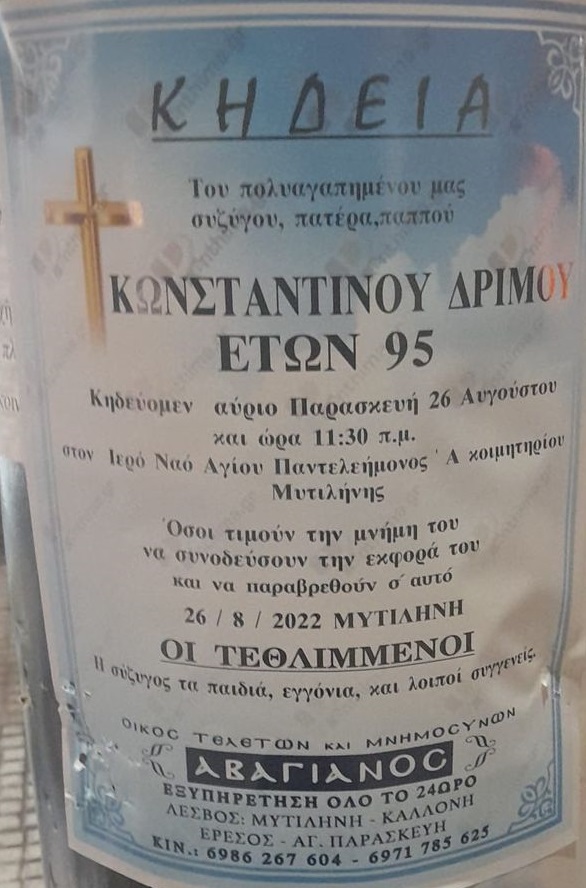 ΚΗΔΕΙΑ
Του πολυαγαπημένου μας
συζύγου, πατέρα,παππού
ΚΩΝΣΤΑΝΤΙΝΟΥ ΔΡΙΜΟΥ
ΕΤΩΝ 95
Κηδεύομεν αύριο Παρασκευή 26 Αυγούστου
και ώρα 11:30 π.μ.
στον Ιερό Ναό Αγίου Παντελεήμονος ΄Α κοιμητηρίου
Μυτιλήνης
Όσοι τιμούν την μνήμη του
να συνοδεύσουν την εκφορά του
και να παραβρεθούν σ΄αυτό
26 / 8 / 2022 ΜΥΤΙΛΗΝΗ
ΟΙ ΤΕΘΛΙΜΜΕΝΟΙ
Η σύζυγος τα παιδιά, εγγόνια, και λοιποί συγγενείς.
ΟΙΚΟΣ ΤΕΛΕΤΩΝ ΚΑΙ ΜΝΗΜΟΣΥΝΩΝ
ΑΒΑΓΙΑΝΟΣ
ΕΞΥΠΗΡΕΤΗΣΗ ΟΛΟ ΤΟ 24ΩΡΟ
ΛΕΣΒΟΣ: ΜΥΤΙΛΗΝΗ - ΚΑΛΛΟΝΗ
ΕΡΕΣΟΣ - ΑΓ. ΠΑΡΑΣΚΕΥΗ
ΚΙΝ.: 6986 267 604 - 6971 785 625